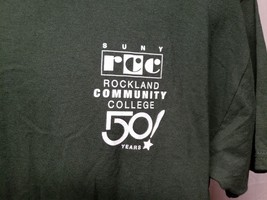 SUNY
rcc
ROCKLAND
COMMUNITY
COLLEGE
50!
YEARS